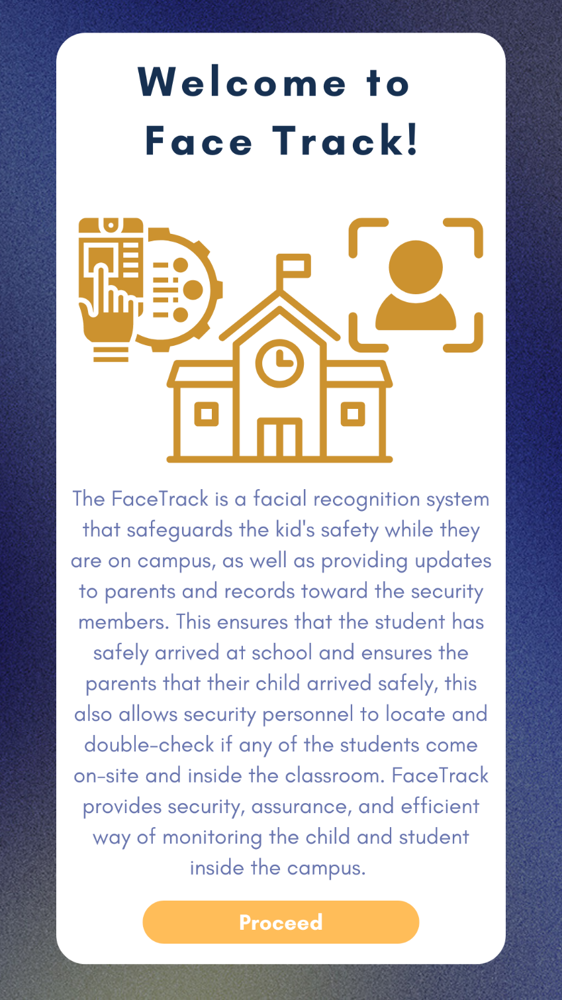 Welcome to
Face Track!
The FaceTrack is a facial recognition system
that safeguards the kid's safety while they
are on campus, as well as providing updates
to parents and records toward the security
members. This ensures that the student has
safely arrived at school and ensures the
parents that their child arrived safely, this
also allows security personnel to locate and
double-check if any of the students come
on-site and inside the classroom. FaceTrack
provides security, assurance, and efficient
way of monitoring the child and student
inside the campus.
Proceed